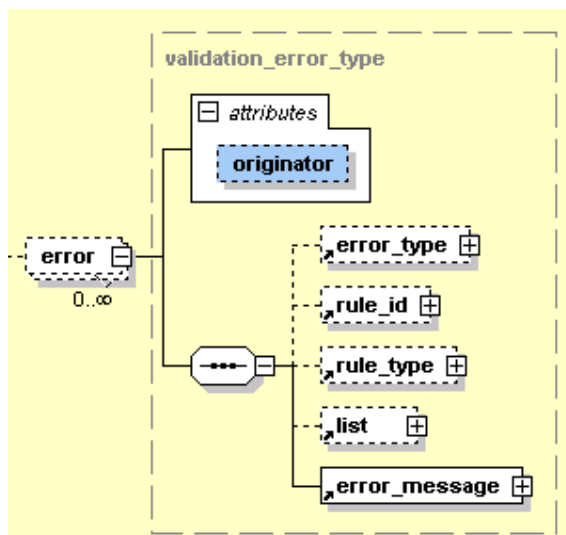 validation_error_type
attributes
originator
error
0..∞
error_type
rule_id
rule_type
list
error_message